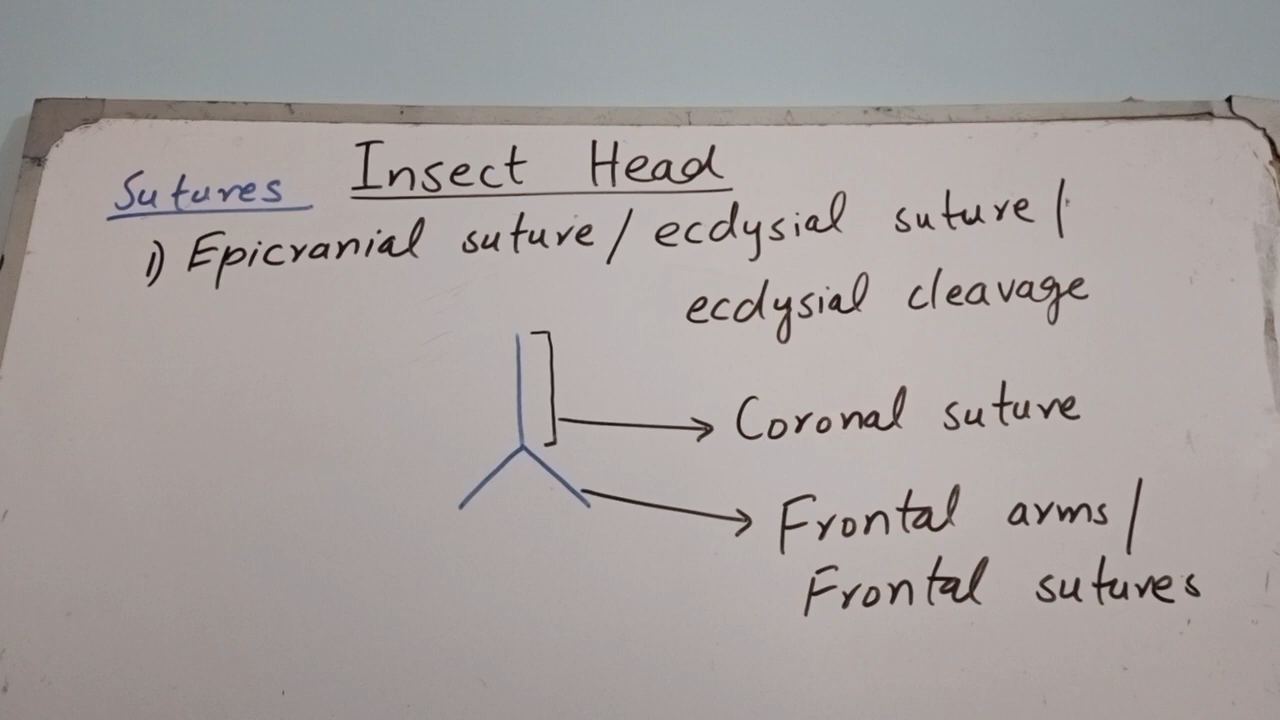 Insect Head
Sutures
1) Epicranial suture / ecdysial suture /
ecdysial cleavage
Coronal suture
Frontal arms /
Frontal sutures